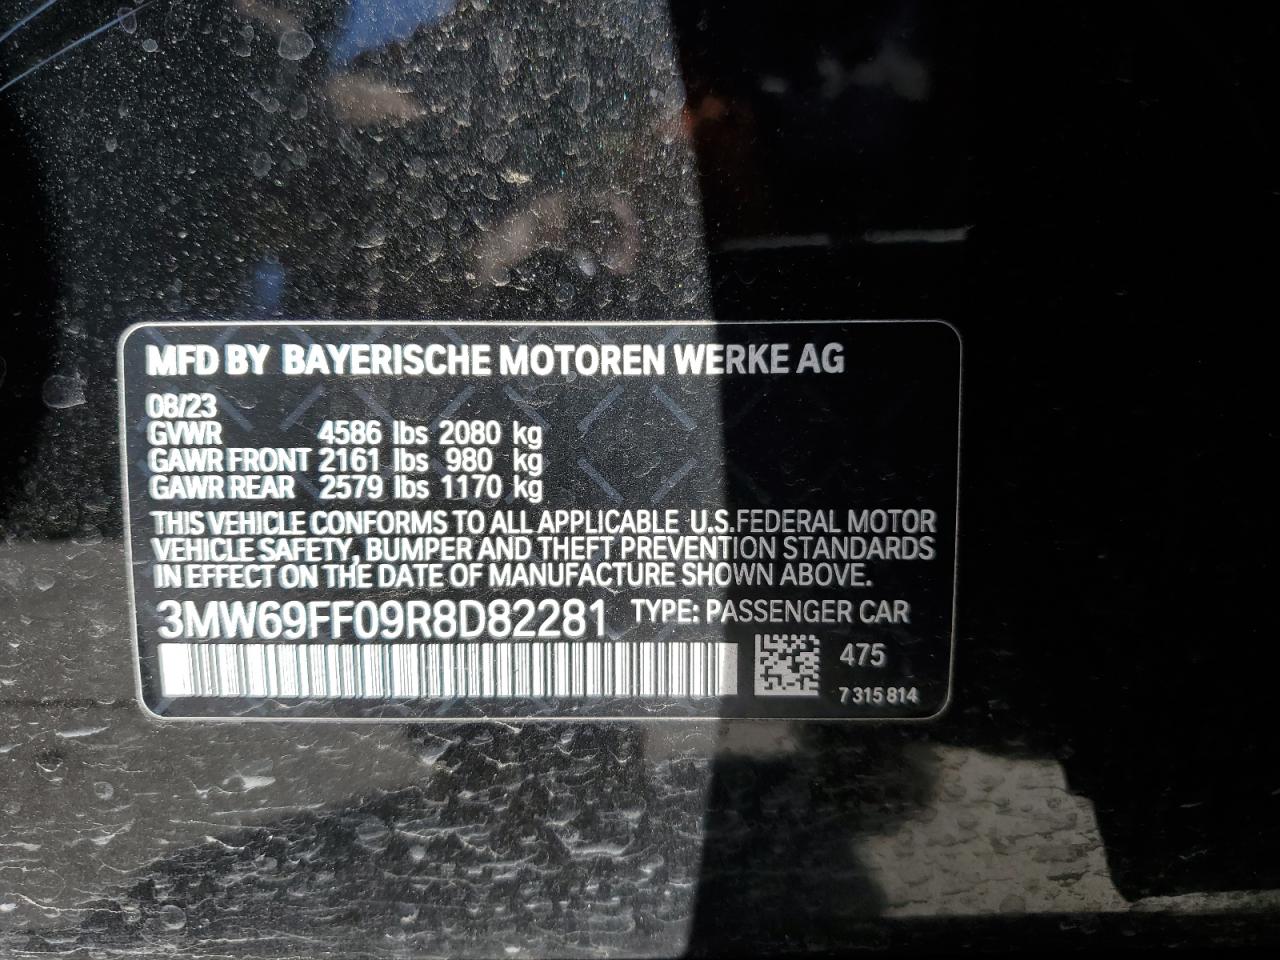 MFD BY BAYERISCHE MOTOREN WERKE AG
08/23
GVWR 4586 lbs 2080 kg
GAWR FRONT 2161 lbs 980 kg
GAWR REAR 2579 lbs 1170 kg
THIS VEHICLE CONFORMS TO ALL APPLICABLE U.S.FEDERAL MOTOR
VEHICLE SAFETY, BUMPER AND THEFT PREVENTION STANDARDS
IN EFFECT ON THE DATE OF MANUFACTURE SHOWN ABOVE.
3MW69FF09R8D82281 TYPE: PASSENGER CAR
475
7 315 814